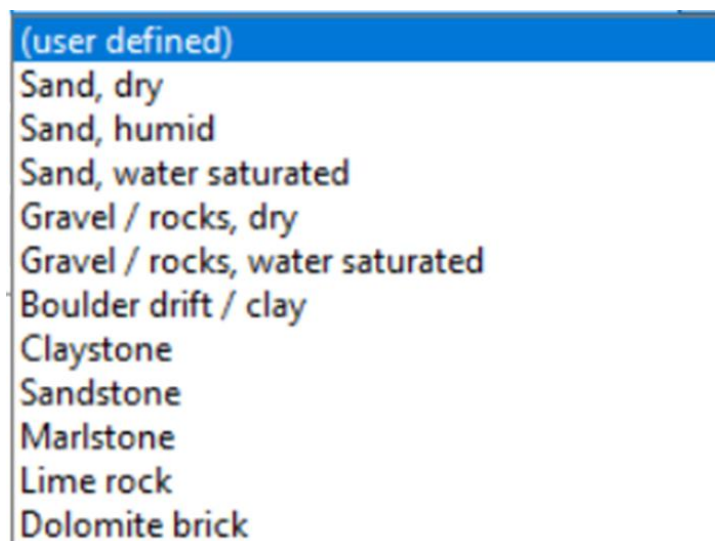 (user defined)
Sand, dry
Sand, humid
Sand, water saturated
Gravel / rocks, dry
Gravel / rocks, water saturated
Boulder drift / clay
Claystone
Sandstone
Marlstone
Lime rock
Dolomite brick